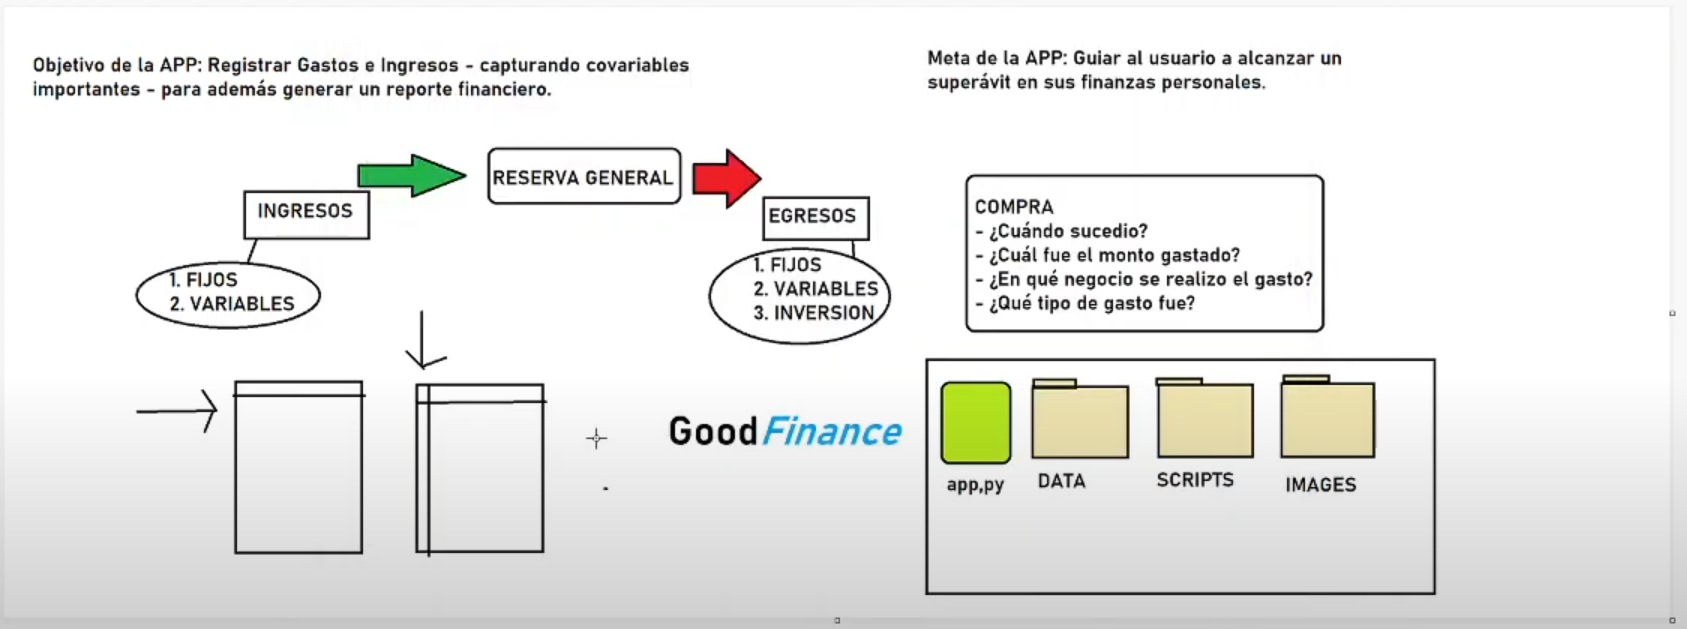 Objetivo de la APP: Registrar Gastos e Ingresos - capturando covariables
importantes - para además generar un reporte financiero.
Meta de la APP: Guiar al usuario a alcanzar un
superávit en sus finanzas personales.
RESERVA GENERAL
INGRESOS
1. FIJOS
2. VARIABLES
EGRESOS
1. FIJOS
2. VARIABLES
3. INVERSION
COMPRA
- ¿Cuándo sucedio?
- ¿Cuál fue el monto gastado?
- ¿En qué negocio se realizo el gasto?
- ¿Qué tipo de gasto fue?
GoodFinance
app,py
DATA
SCRIPTS
IMAGES